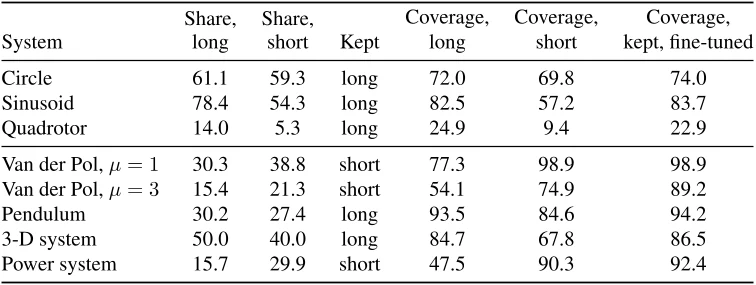 Share, Share, Coverage, Coverage, Coverage,
System long short Kept long short kept, fine-tuned
Circle 61.1 59.3 long 72.0 69.8 74.0
Sinusoid 78.4 54.3 long 82.5 57.2 83.7
Quadrotor 14.0 5.3 long 24.9 9.4 22.9
Van der Pol, μ = 1 30.3 38.8 short 77.3 98.9 98.9
Van der Pol, μ = 3 15.4 21.3 short 54.1 74.9 89.2
Pendulum 30.2 27.4 long 93.5 84.6 94.2
3-D system 50.0 40.0 long 84.7 67.8 86.5
Power system 15.7 29.9 short 47.5 90.3 92.4